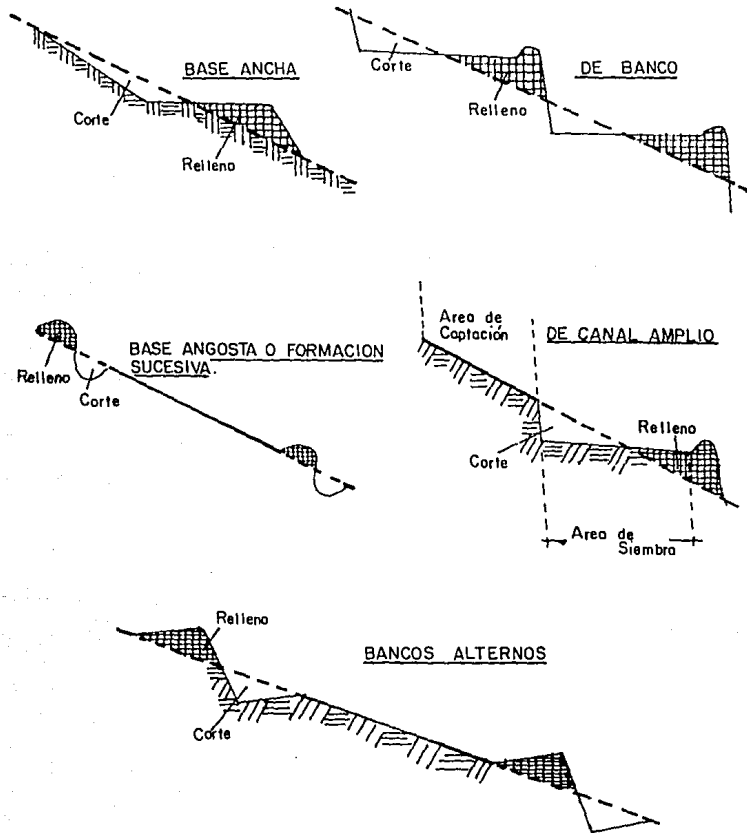 BASE ANCHA
Corte
Relleno
DE BANCO
Corte
Relleno
BASE ANGOSTA O FORMACION
SUCESIVA.
Relleno
Corte
DE CANAL AMPLIO
Area de
Captación
Relleno
Corte
Area de
Siembra
BANCOS ALTERNOS
Relleno
Corte